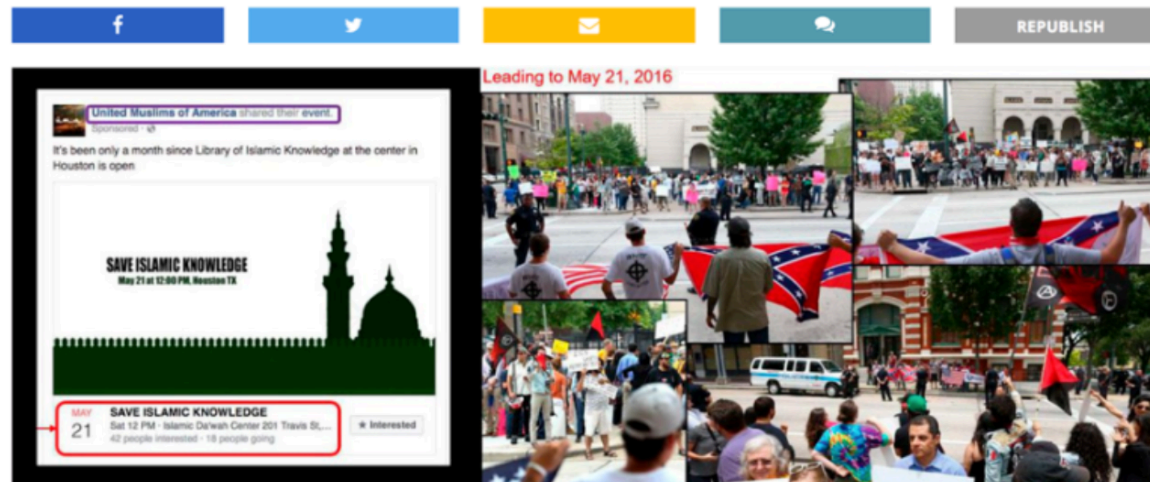 f
REPUBLISH
Leading to May 21, 2016
United Muslims of America shared their event.
Sponsored ·
It's been only a month since Library of Islamic Knowledge at the center in
Houston is open
SAVE ISLAMIC KNOWLEDGE
May 21 at 12:00 PM, Houston TX
MAY
21
SAVE ISLAMIC KNOWLEDGE
Sat 12 PM · Islamic Da'wah Center 201 Travis St,...
42 people interested · 18 people going
★ Interested